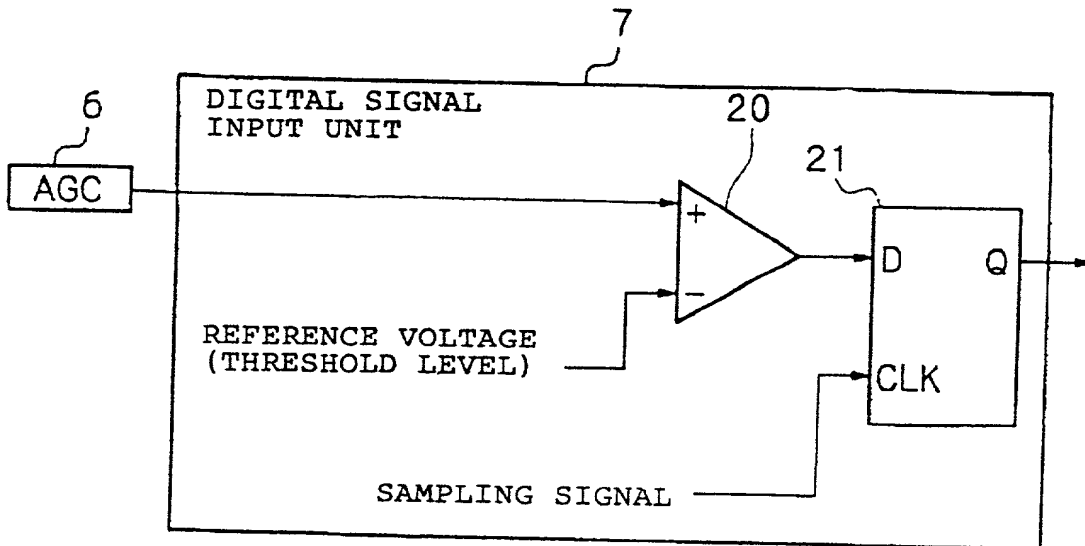 7
6
DIGITAL SIGNAL
INPUT UNIT
20
AGC
21
+
D Q
−
REFERENCE VOLTAGE
(THRESHOLD LEVEL)
CLK
SAMPLING SIGNAL